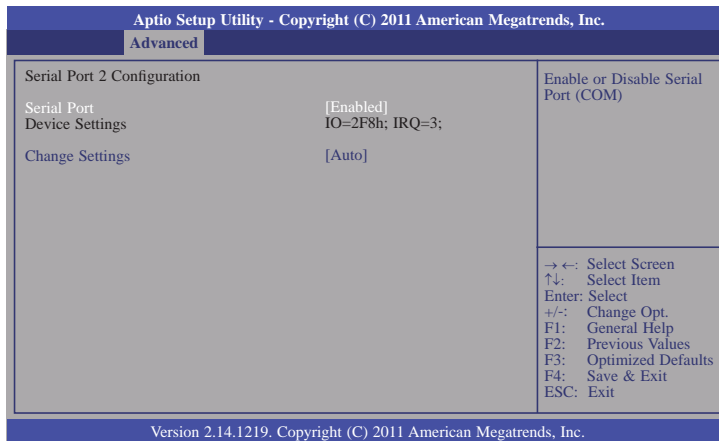 Aptio Setup Utility - Copyright (C) 2011 American Megatrends, Inc.
Advanced
Serial Port 2 Configuration
Serial Port [Enabled]
Device Settings IO=2F8h; IRQ=3;
Change Settings [Auto]
Enable or Disable Serial
Port (COM)
→ ←: Select Screen
↑↓: Select Item
Enter: Select
+/-: Change Opt.
F1: General Help
F2: Previous Values
F3: Optimized Defaults
F4: Save & Exit
ESC: Exit
Version 2.14.1219. Copyright (C) 2011 American Megatrends, Inc.